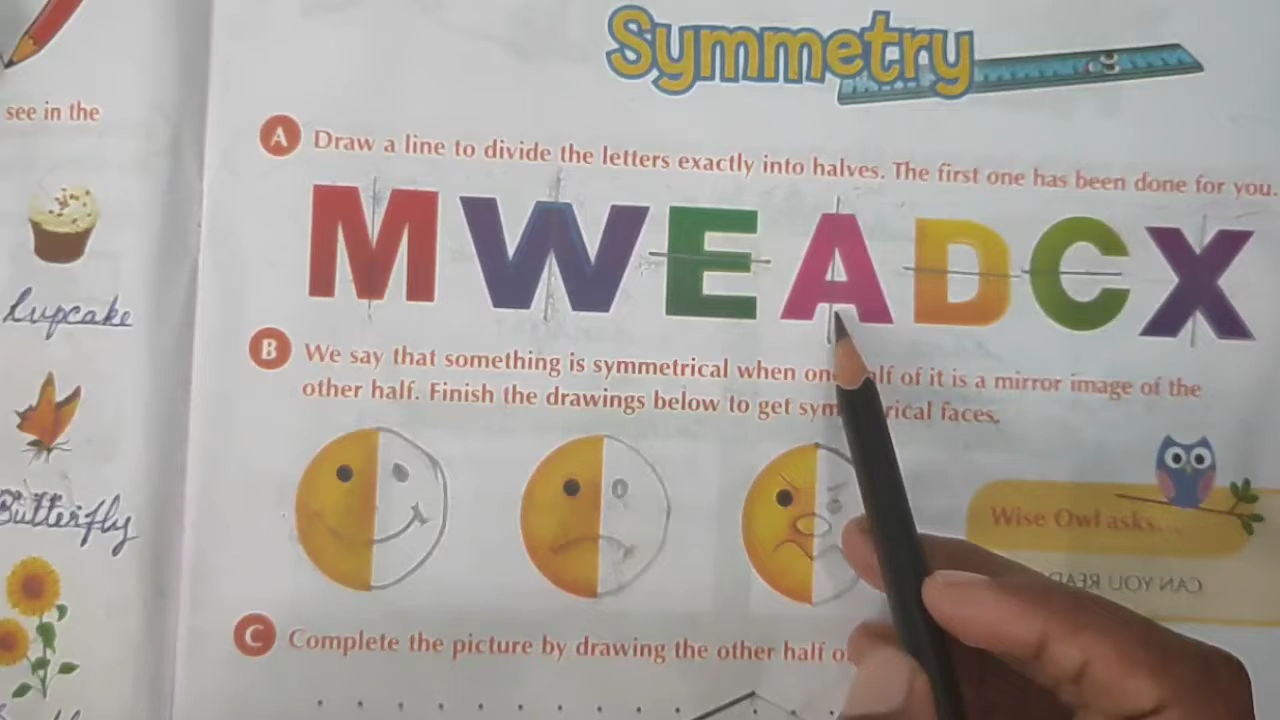 Symmetry
see in the
A Draw a line to divide the letters exactly into halves. The first one has been done for you.
M W E A D C X
Cupcake
B We say that something is symmetrical when one half of it is a mirror image of the
other half. Finish the drawings below to get symmetrical faces.
Butterfly
Wise Owl asks...
CAN YOU READ
C Complete the picture by drawing the other half